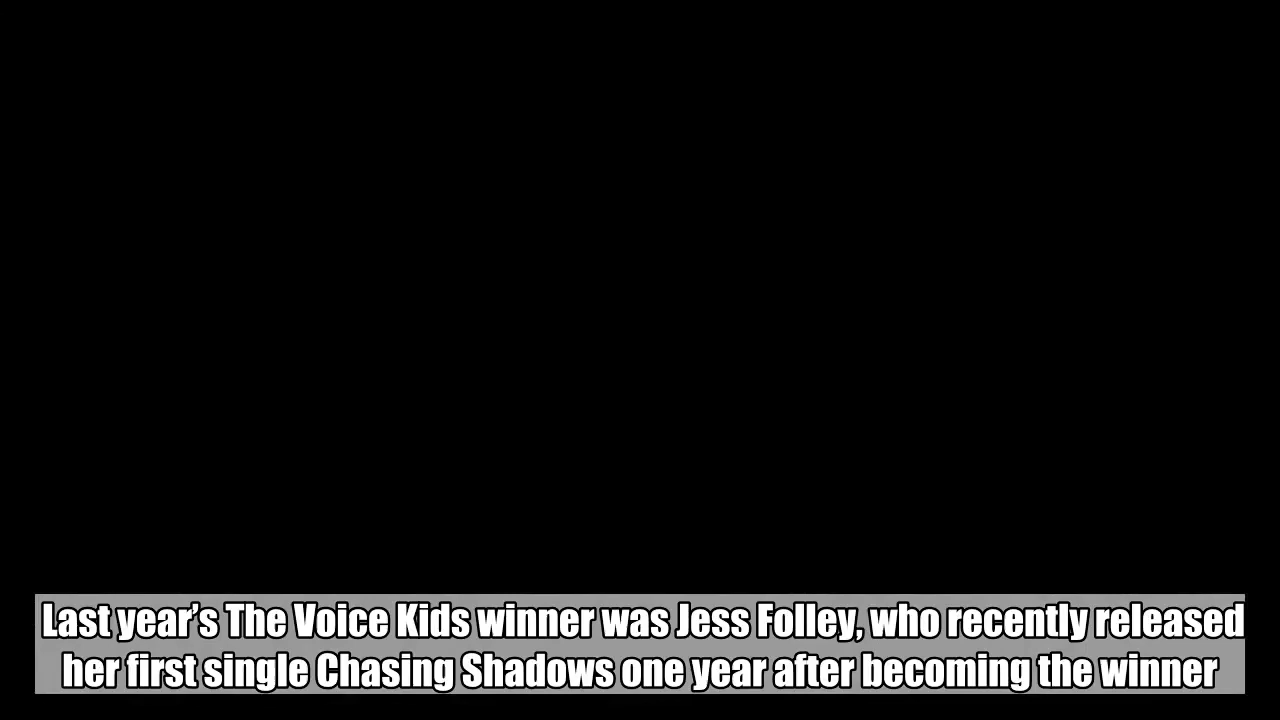 Last year’s The Voice Kids winner was Jess Folley, who recently released
her first single Chasing Shadows one year after becoming the winner